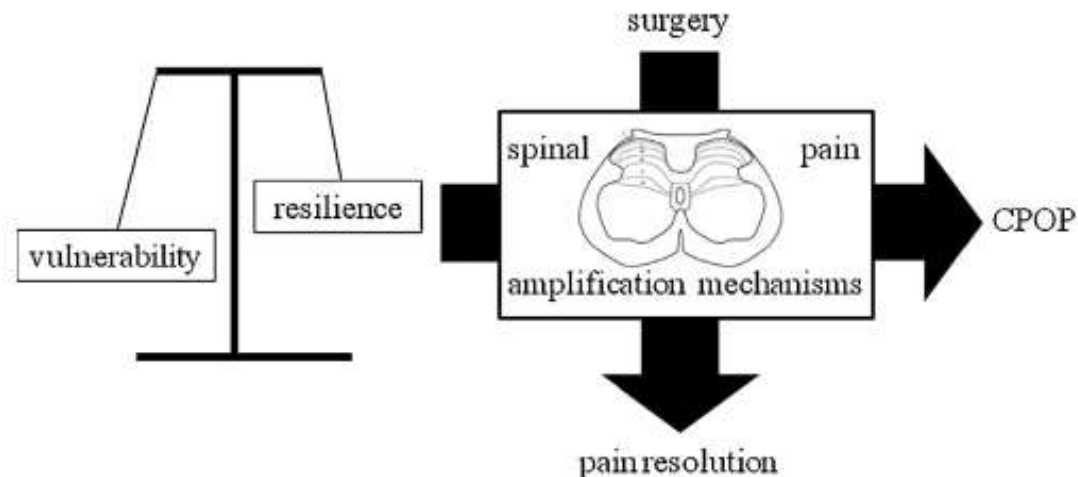 surgery
spinal pain
resilience
vulnerability
CPOP
amplification mechanisms
pain resolution